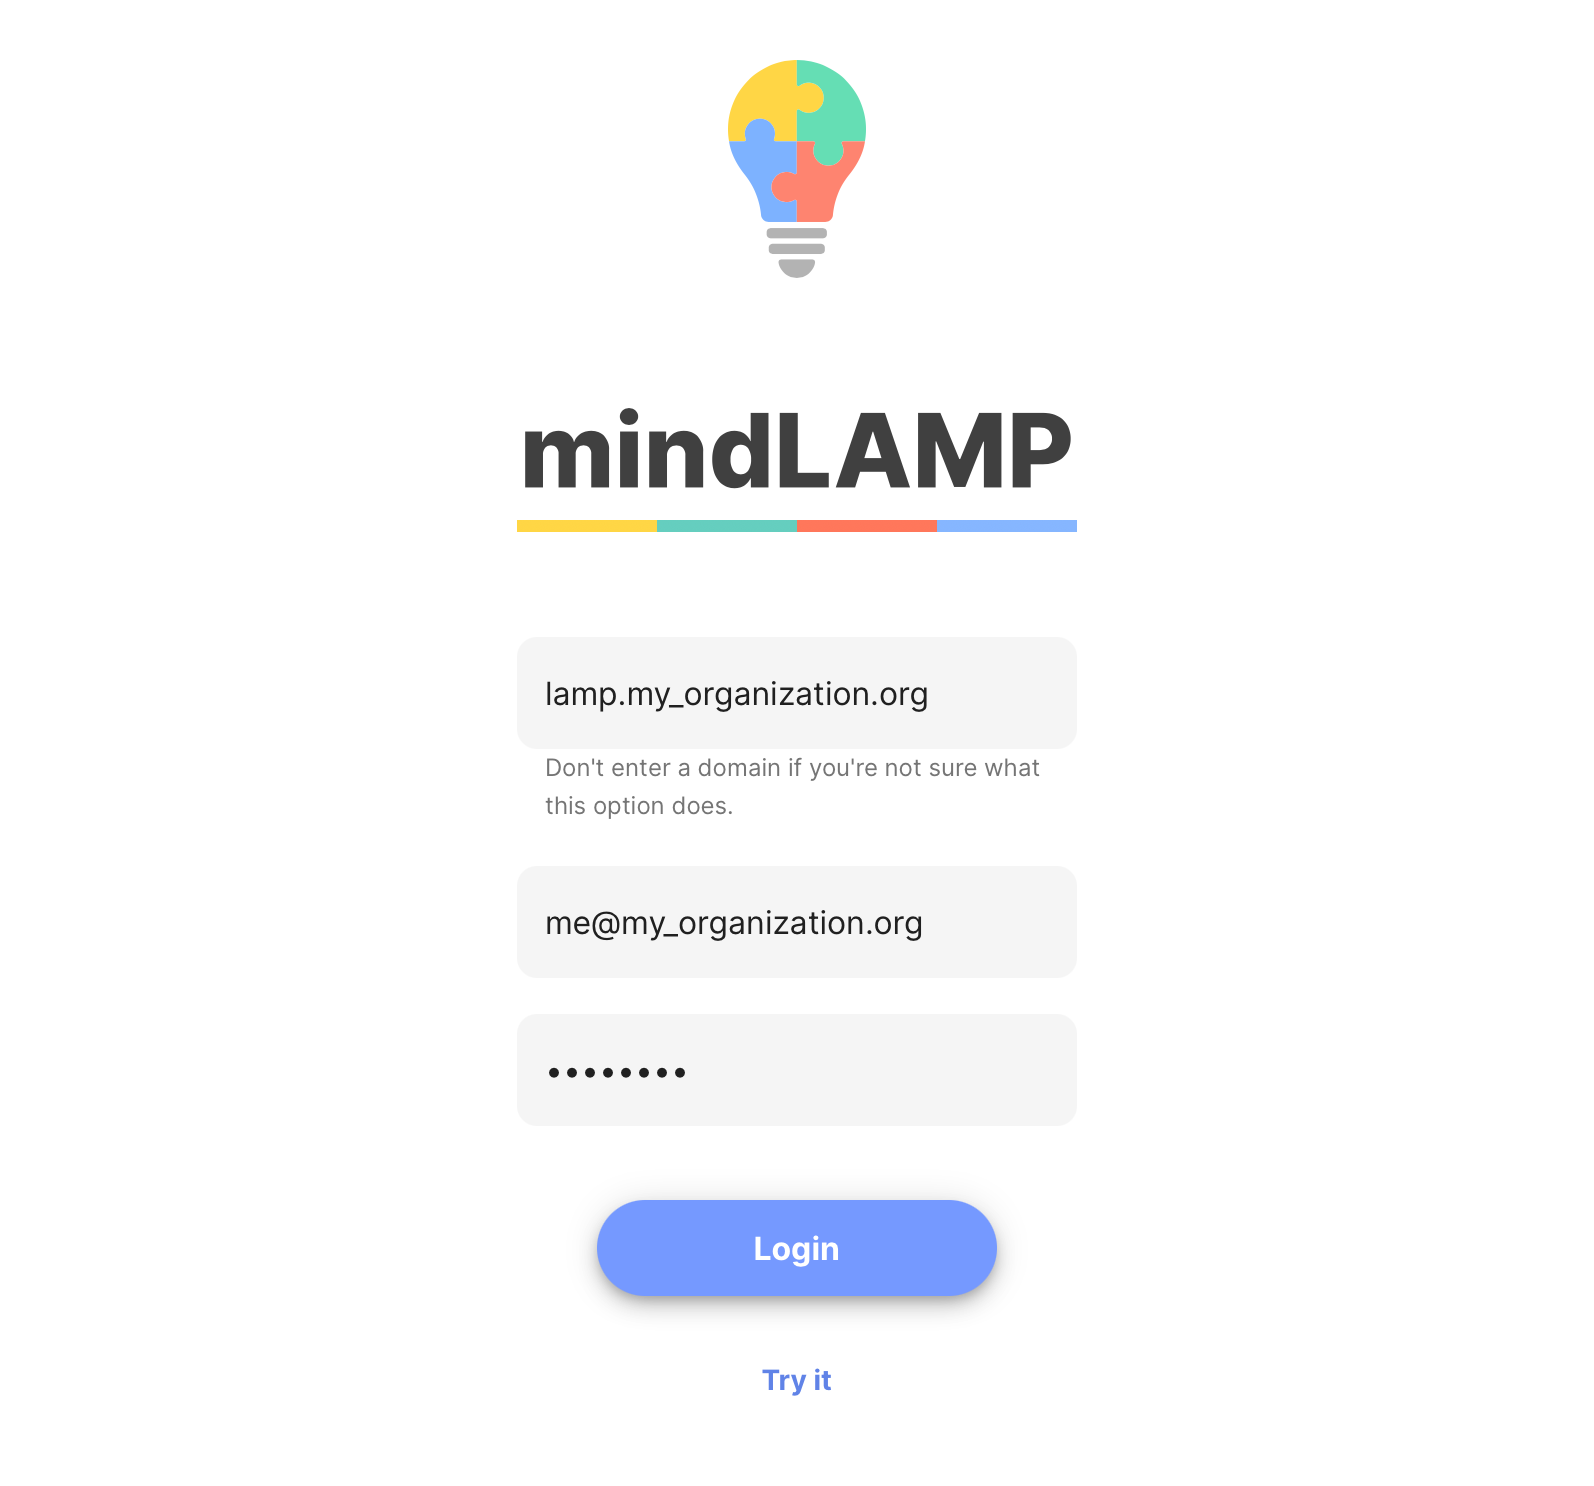 mindLAMP
lamp.my_organization.org
Don't enter a domain if you're not sure what
this option does.
me@my_organization.org
••••••••
Login
Try it